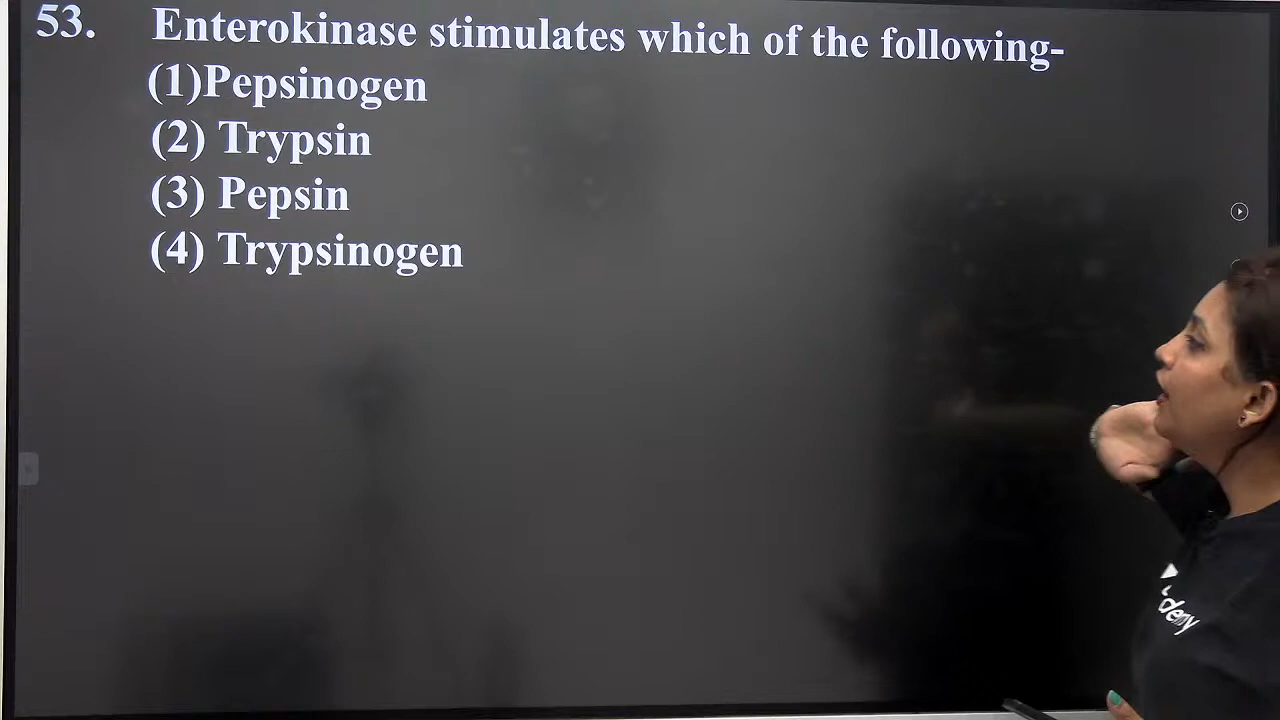 53. Enterokinase stimulates which of the following-
(1)Pepsinogen
(2) Trypsin
(3) Pepsin
(4) Trypsinogen